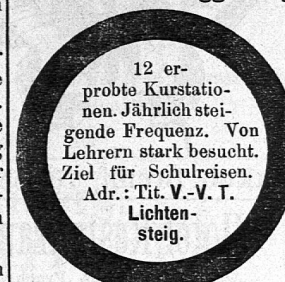 12 er-
probte Kurstatio-
nen. Jährlich stei-
gende Frequenz. Von
Lehrern stark besucht.
Ziel für Schulreisen.
Adr.: Tit. V.-V. T.
Lichten-
steig.